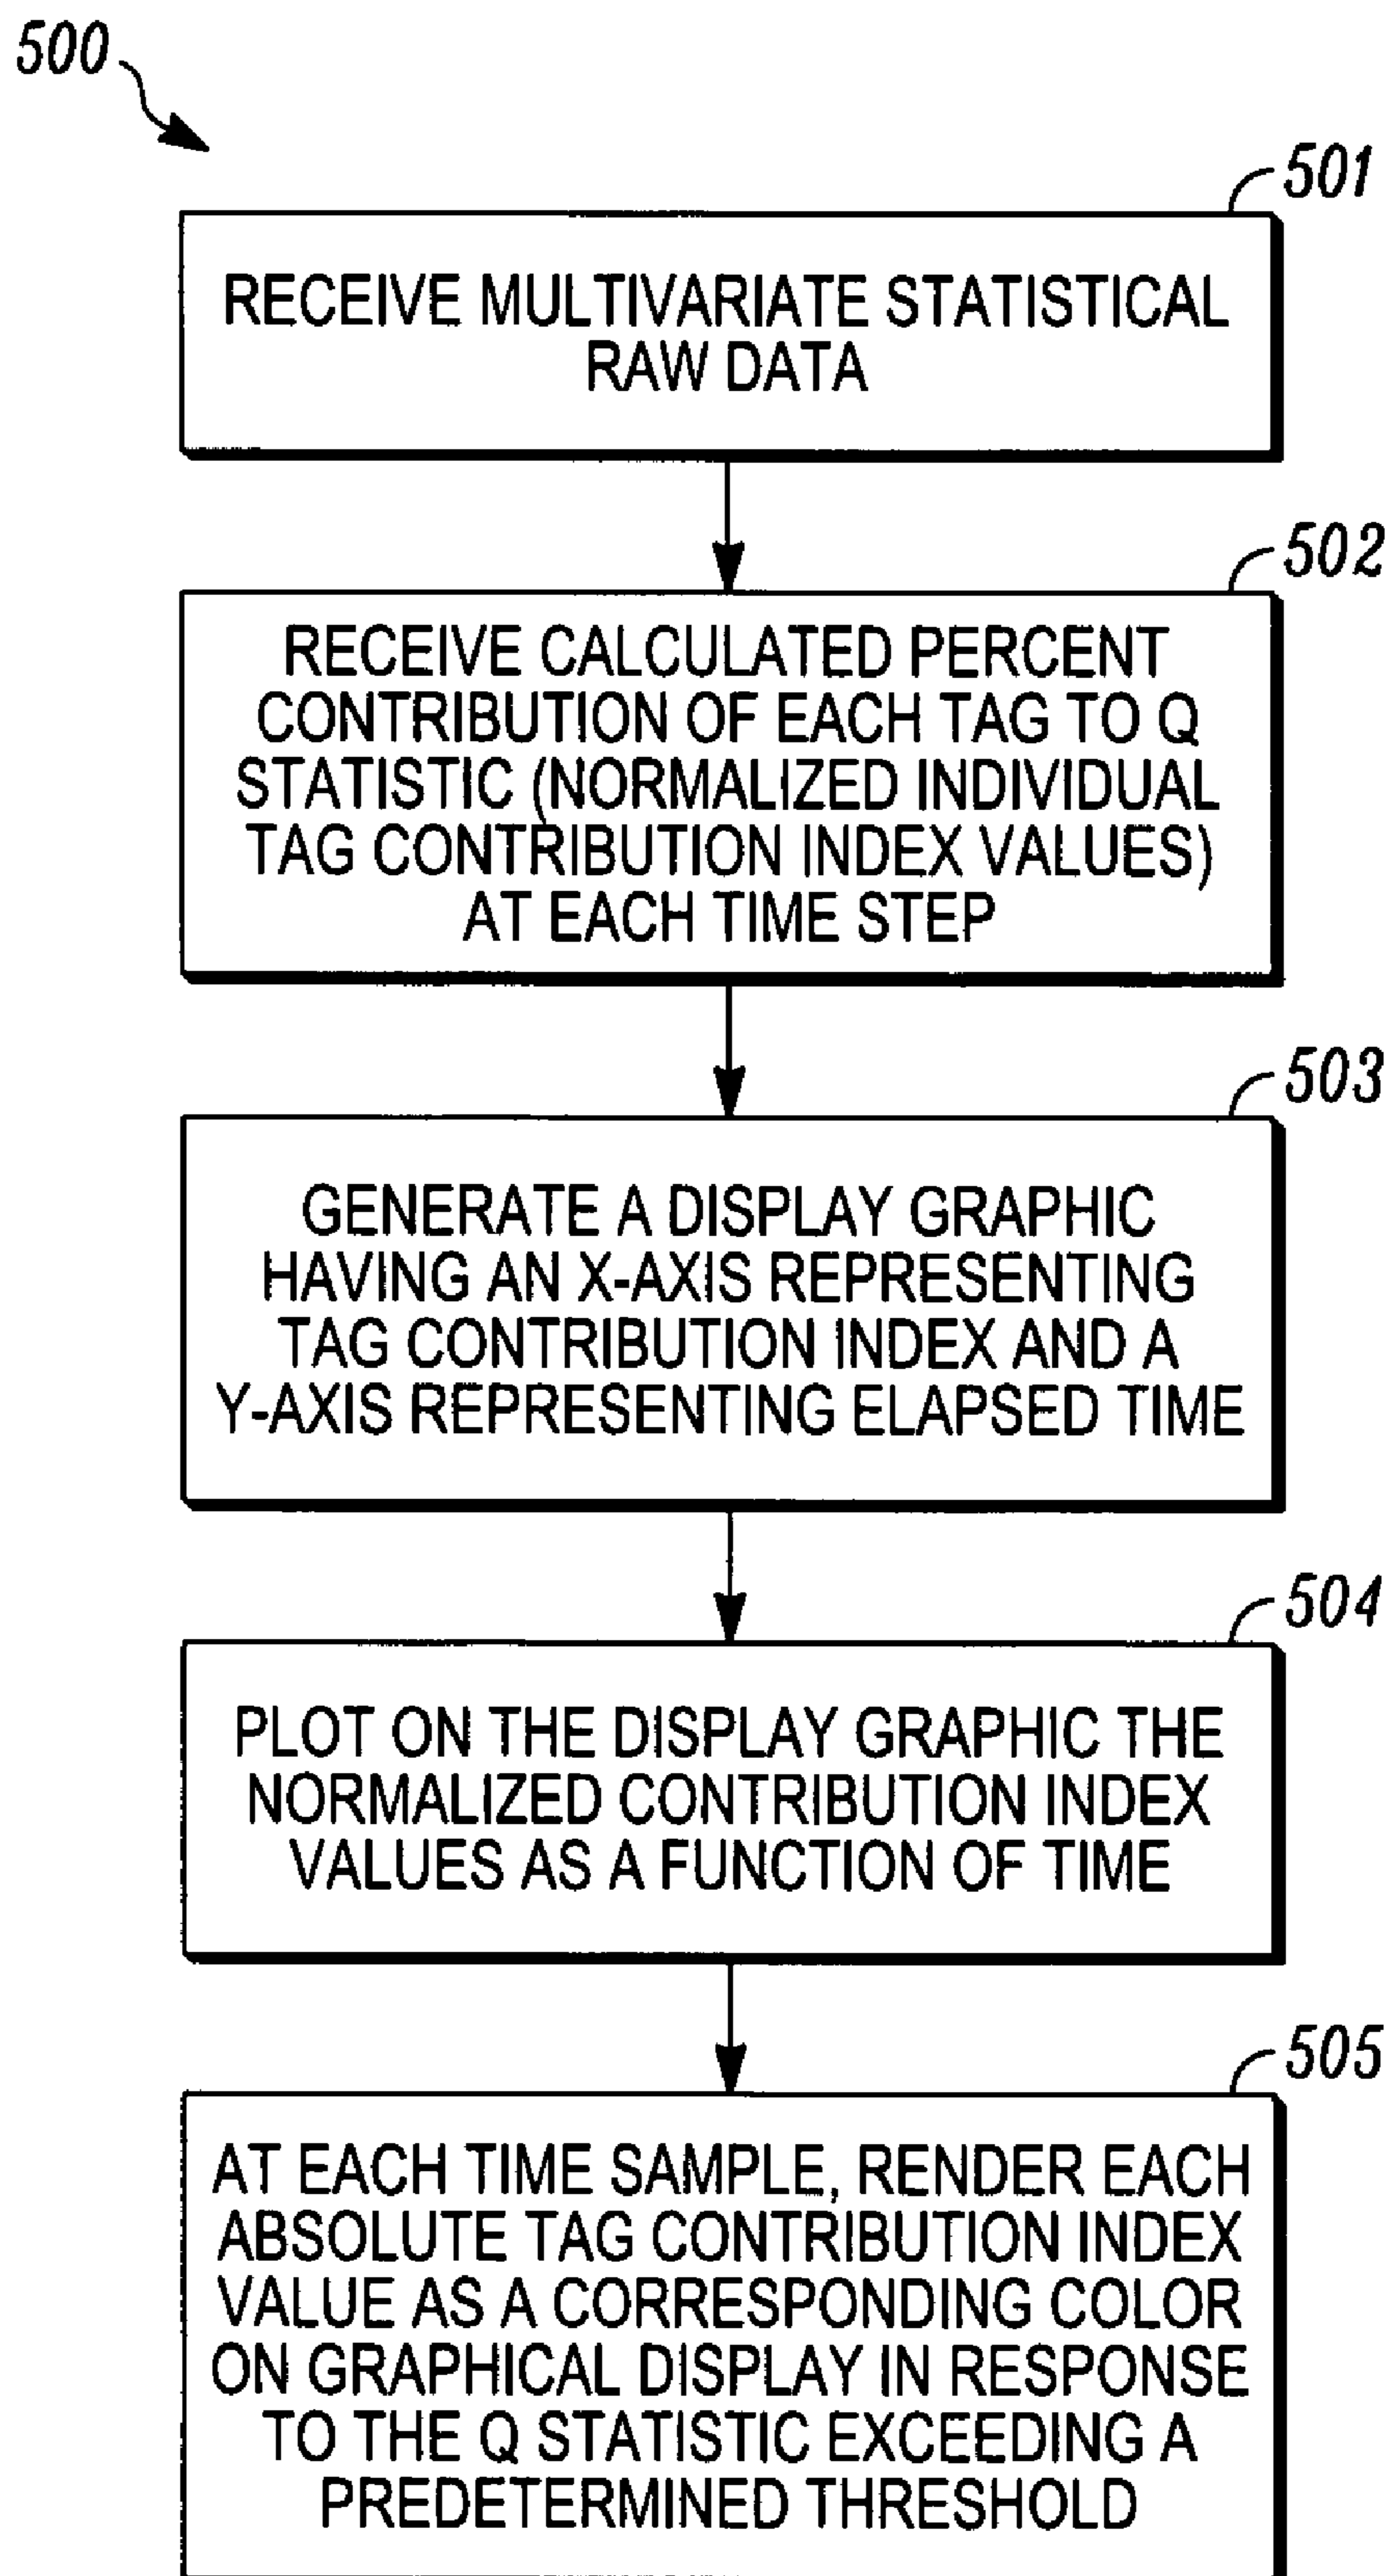 500
501
RECEIVE MULTIVARIATE STATISTICAL
RAW DATA
502
RECEIVE CALCULATED PERCENT
CONTRIBUTION OF EACH TAG TO Q
STATISTIC (NORMALIZED INDIVIDUAL
TAG CONTRIBUTION INDEX VALUES)
AT EACH TIME STEP
503
GENERATE A DISPLAY GRAPHIC
HAVING AN X-AXIS REPRESENTING
TAG CONTRIBUTION INDEX AND A
Y-AXIS REPRESENTING ELAPSED TIME
504
PLOT ON THE DISPLAY GRAPHIC THE
NORMALIZED CONTRIBUTION INDEX
VALUES AS A FUNCTION OF TIME
505
AT EACH TIME SAMPLE, RENDER EACH
ABSOLUTE TAG CONTRIBUTION INDEX
VALUE AS A CORRESPONDING COLOR
ON GRAPHICAL DISPLAY IN RESPONSE
TO THE Q STATISTIC EXCEEDING A
PREDETERMINED THRESHOLD